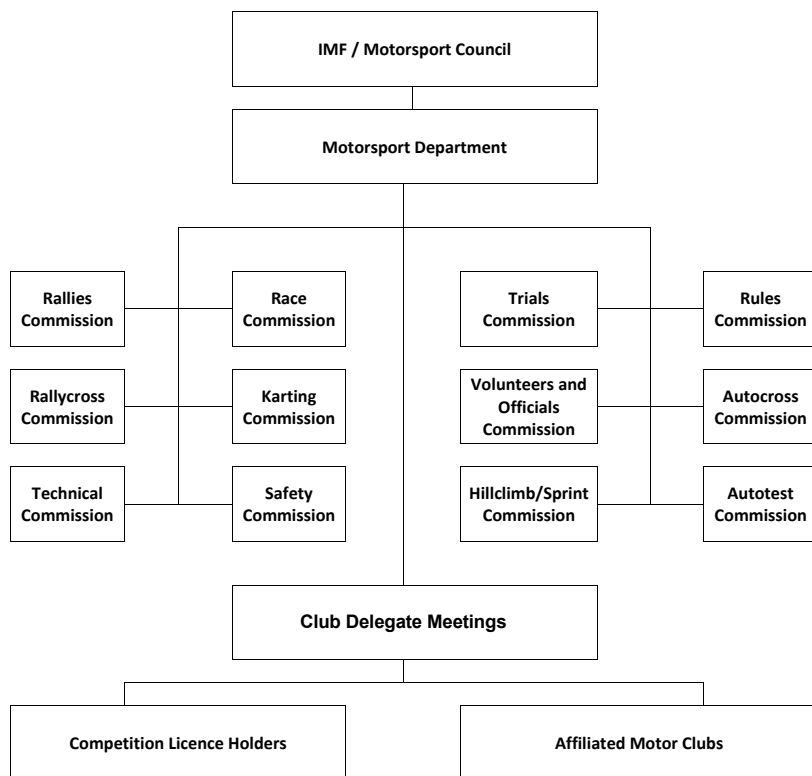 IMF / Motorsport Council
Motorsport Department
Rallies
Commission
Race
Commission
Trials
Commission
Rules
Commission
Rallycross
Commission
Karting
Commission
Volunteers and
Officials
Commission
Autocross
Commission
Technical
Commission
Safety
Commission
Hillclimb/Sprint
Commission
Autotest
Commission
Club Delegate Meetings
Competition Licence Holders
Affiliated Motor Clubs